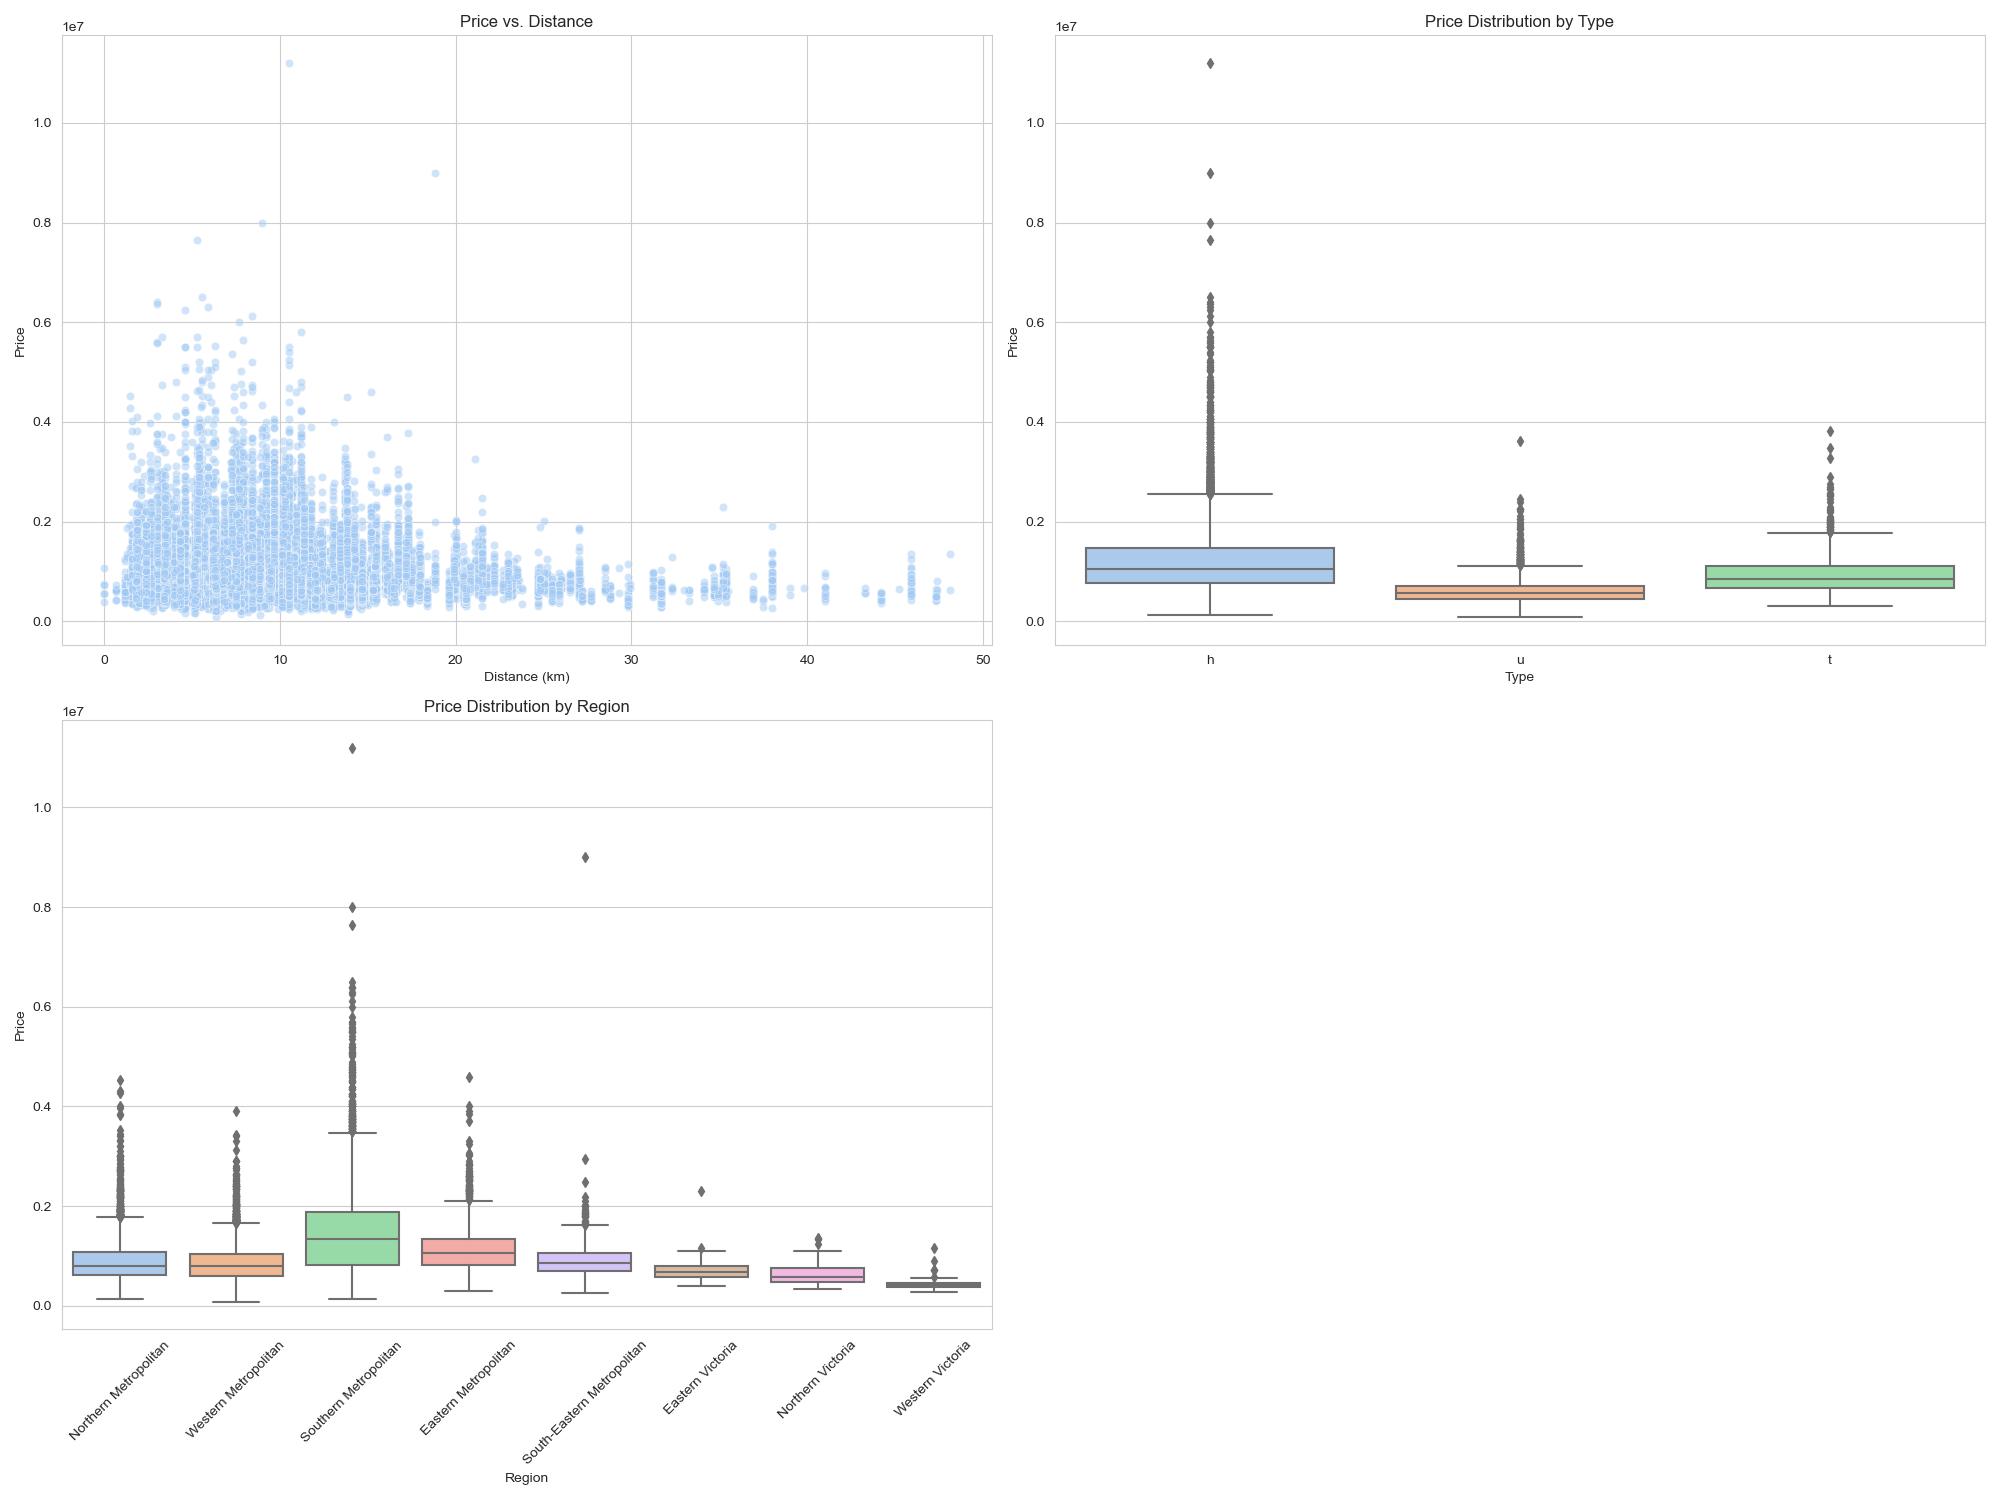 Price vs. Distance
1e7
1.0
0.8
0.6
0.4
0.2
0.0
Price
0 10 20 30 40 50
Distance (km)
Price Distribution by Type
1e7
1.0
0.8
0.6
0.4
0.2
0.0
Price
h u t
Type
Price Distribution by Region
1e7
1.0
0.8
0.6
0.4
0.2
0.0
Price
Northern Metropolitan
Western Metropolitan
Southern Metropolitan
Eastern Metropolitan
South-Eastern Metropolitan
Eastern Victoria
Northern Victoria
Western Victoria
Region